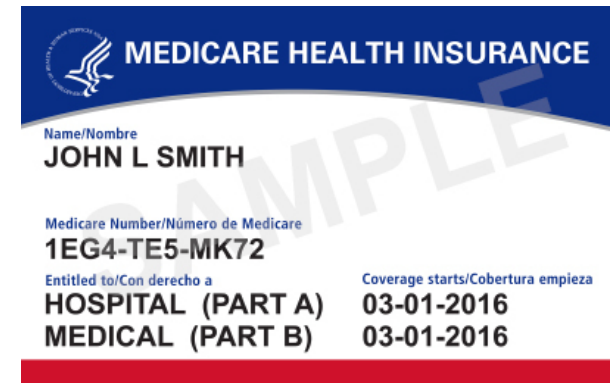 MEDICARE HEALTH INSURANCE
SAMPLE
Name/Nombre
JOHN L SMITH
Medicare Number/Número de Medicare
1EG4-TE5-MK72
Entitled to/Con derecho a Coverage starts/Cobertura empieza
HOSPITAL (PART A) 03-01-2016
MEDICAL (PART B) 03-01-2016